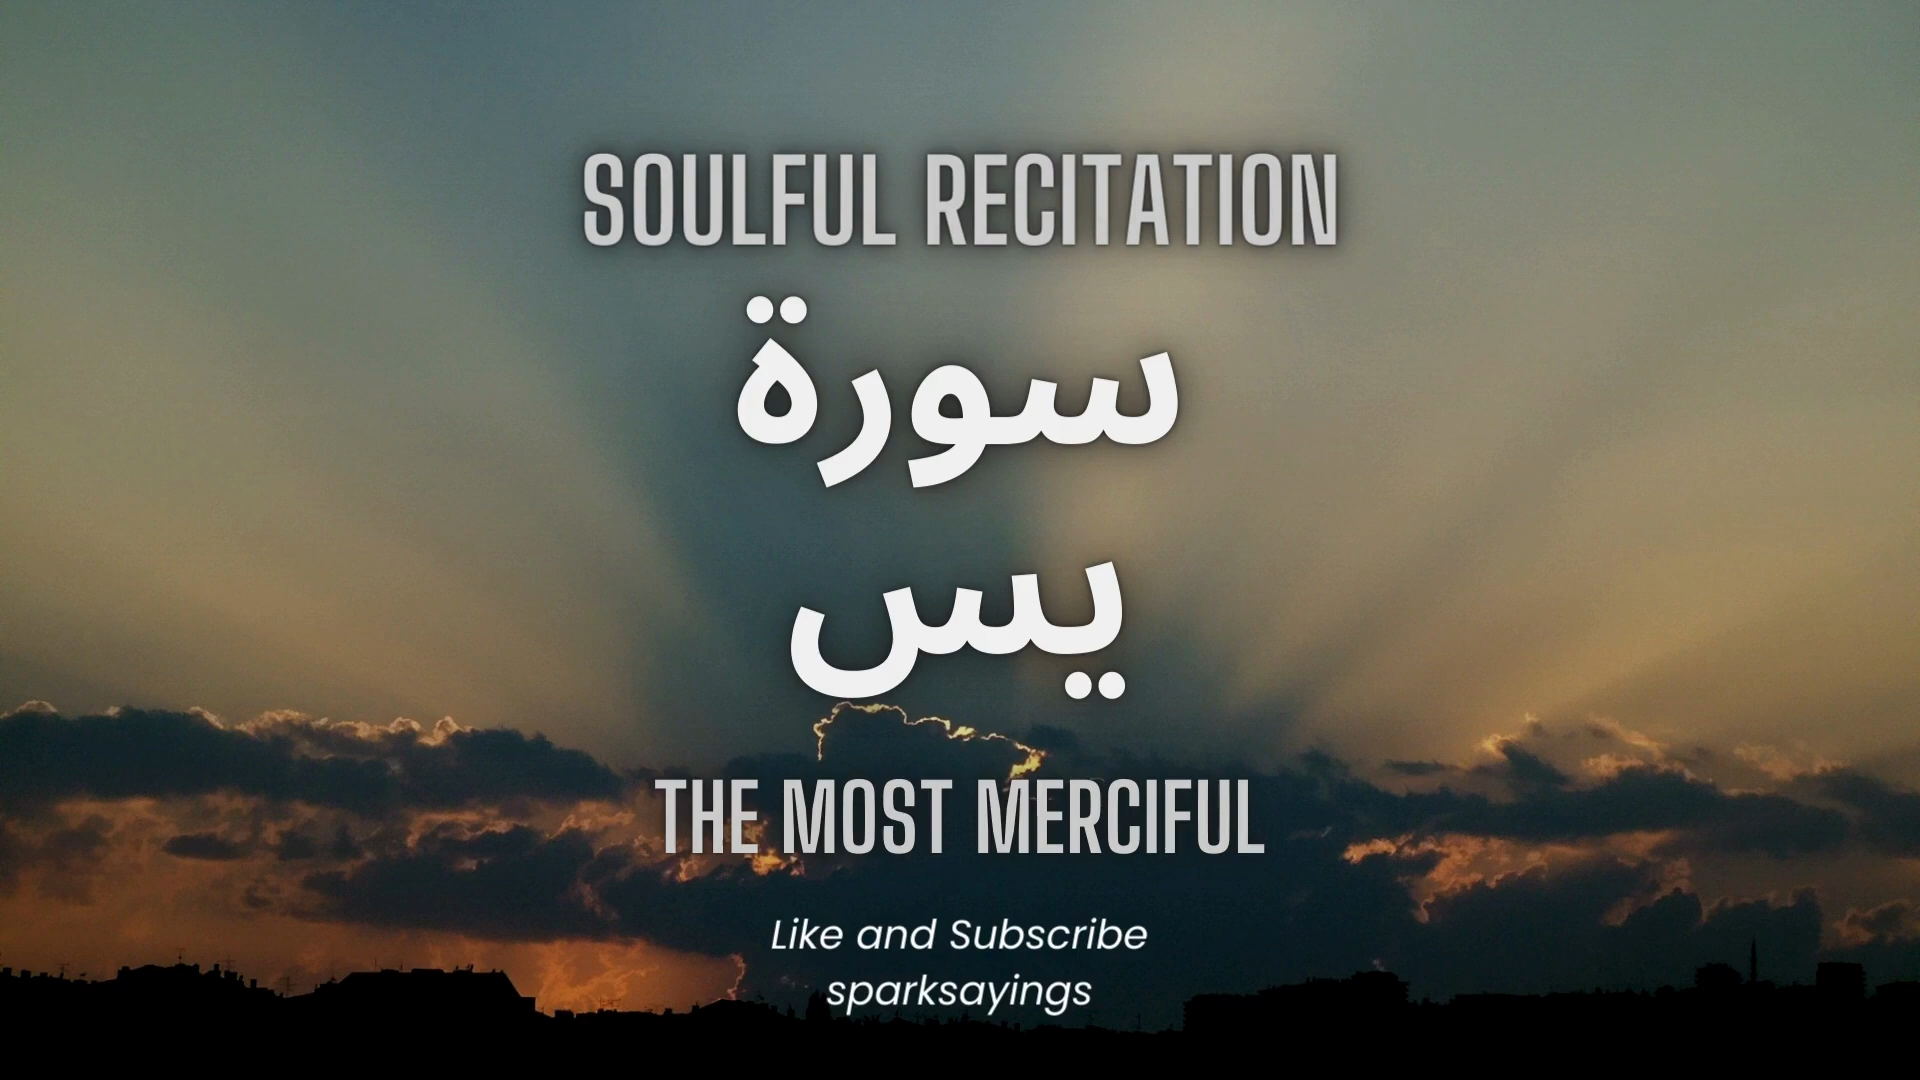 SOULFUL RECITATION
سورة
يس
THE MOST MERCIFUL
Like and Subscribe
sparksayings